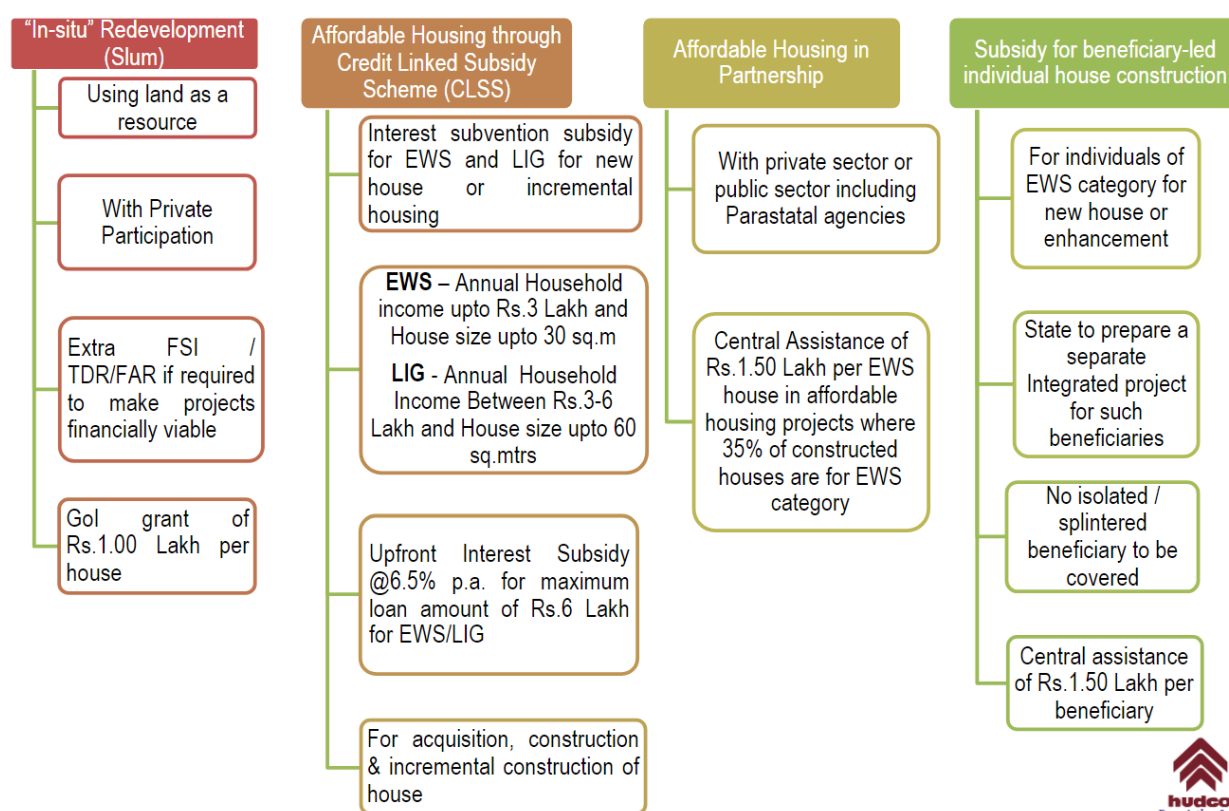 “In-situ” Redevelopment
(Slum)
Using land as a
resource
With Private
Participation
Extra FSI /
TDR/FAR if required
to make projects
financially viable
GoI grant of
Rs.1.00 Lakh per
house
Affordable Housing through
Credit Linked Subsidy
Scheme (CLSS)
Interest subvention subsidy
for EWS and LIG for new
house or incremental
housing
EWS – Annual Household
income upto Rs.3 Lakh and
House size upto 30 sq.m
LIG - Annual Household
Income Between Rs.3-6
Lakh and House size upto 60
sq.mtrs
Upfront Interest Subsidy
@6.5% p.a. for maximum
loan amount of Rs.6 Lakh
for EWS/LIG
For acquisition, construction
& incremental construction of
house
Affordable Housing in
Partnership
With private sector or
public sector including
Parastatal agencies
Central Assistance of
Rs.1.50 Lakh per EWS
house in affordable
housing projects where
35% of constructed
houses are for EWS
category
Subsidy for beneficiary-led
individual house construction
For individuals of
EWS category for
new house or
enhancement
State to prepare a
separate
Integrated project
for such
beneficiaries
No isolated /
splintered
beneficiary to be
covered
Central assistance
of Rs.1.50 Lakh per
beneficiary
hudco